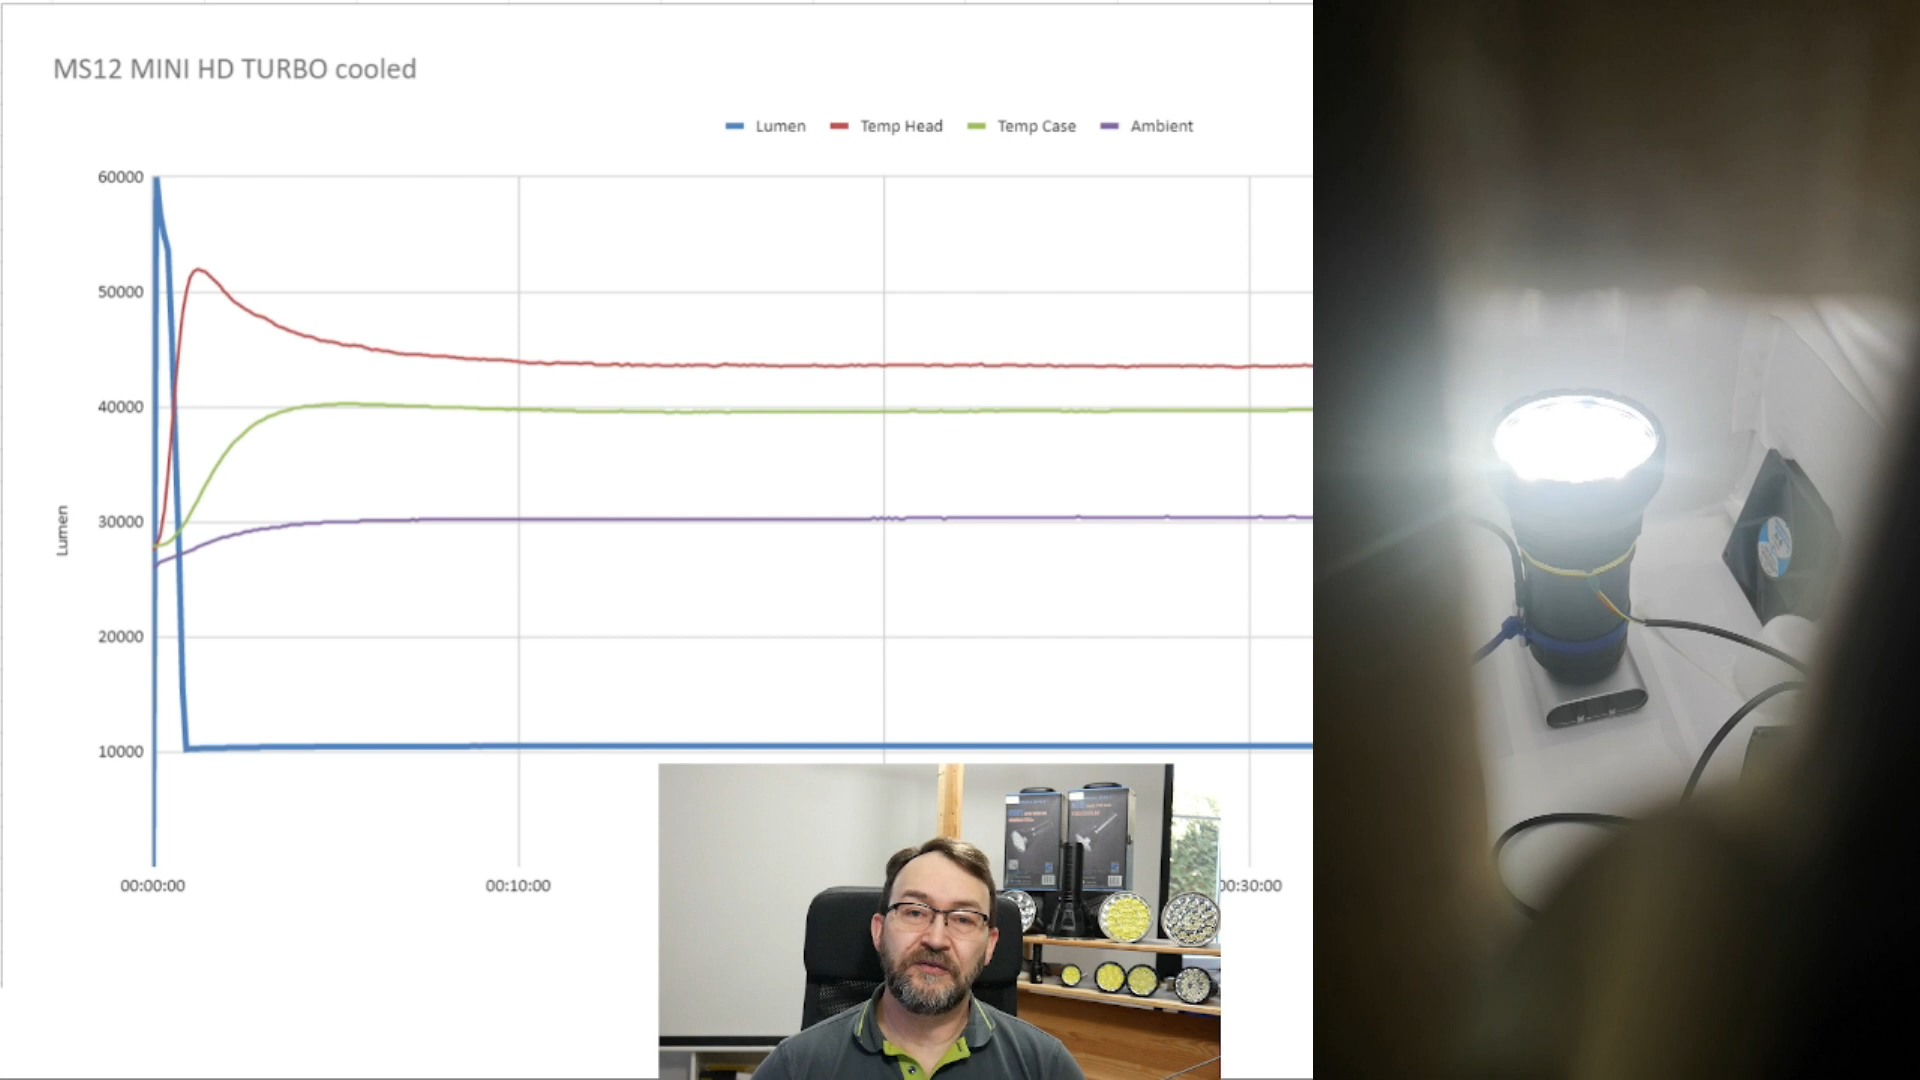 MS12 MINI HD TURBO cooled
Lumen Temp Head Temp Case Ambient
60000
50000
40000
30000
20000
10000
Lumen
00:00:00 00:10:00 00:30:00